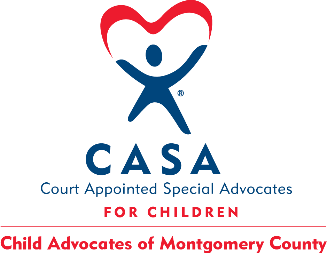 ®
CASA
Court Appointed Special Advocates
FOR CHILDREN
Child Advocates of Montgomery County